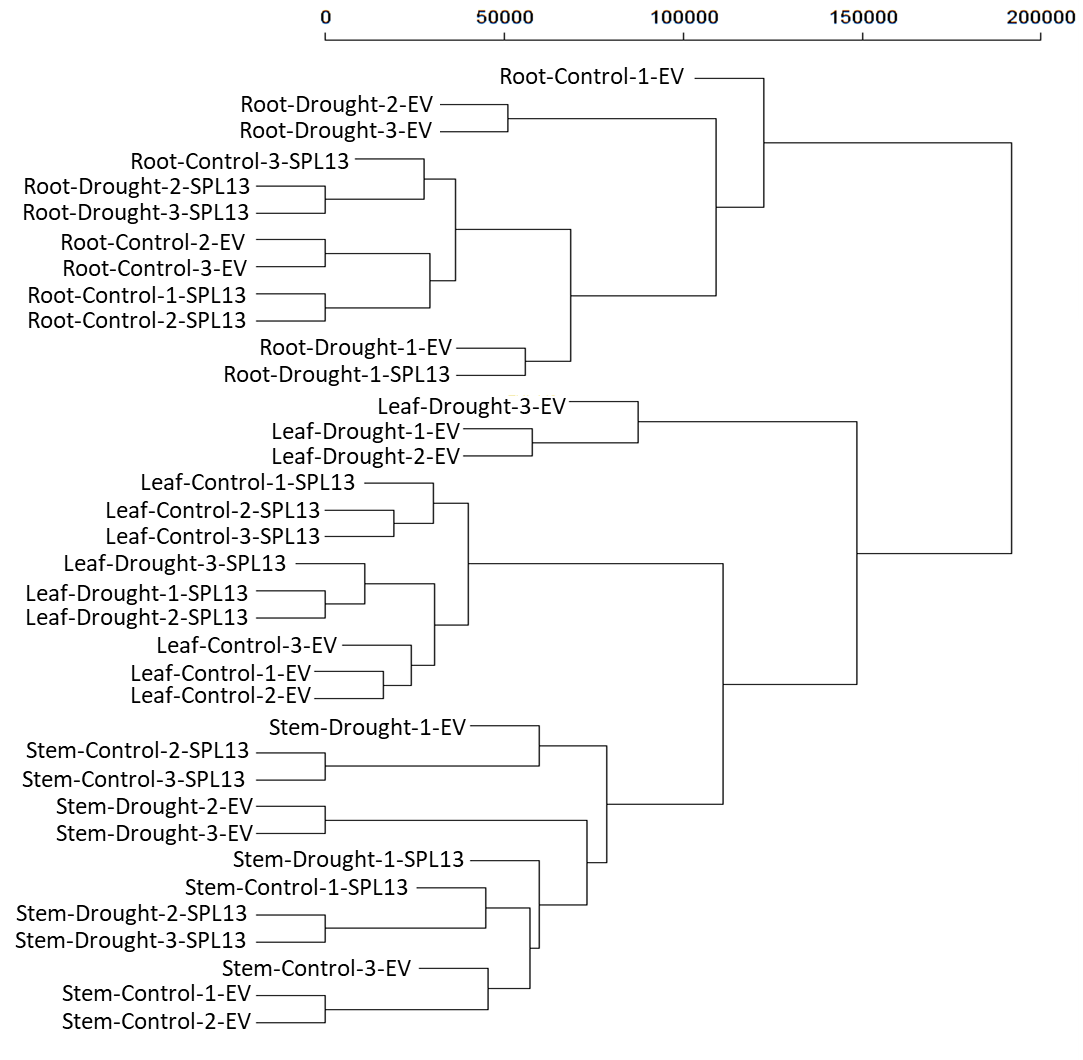 0 50000 100000 150000 200000
Root-Control-1-EV
Root-Drought-2-EV
Root-Drought-3-EV
Root-Control-3-SPL13
Root-Drought-2-SPL13
Root-Drought-3-SPL13
Root-Control-2-EV
Root-Control-3-EV
Root-Control-1-SPL13
Root-Control-2-SPL13
Root-Drought-1-EV
Root-Drought-1-SPL13
Leaf-Drought-3-EV
Leaf-Drought-1-EV
Leaf-Drought-2-EV
Leaf-Control-1-SPL13
Leaf-Control-2-SPL13
Leaf-Control-3-SPL13
Leaf-Drought-3-SPL13
Leaf-Drought-1-SPL13
Leaf-Drought-2-SPL13
Leaf-Control-3-EV
Leaf-Control-1-EV
Leaf-Control-2-EV
Stem-Drought-1-EV
Stem-Control-2-SPL13
Stem-Control-3-SPL13
Stem-Drought-2-EV
Stem-Drought-3-EV
Stem-Drought-1-SPL13
Stem-Control-1-SPL13
Stem-Drought-2-SPL13
Stem-Drought-3-SPL13
Stem-Control-3-EV
Stem-Control-1-EV
Stem-Control-2-EV